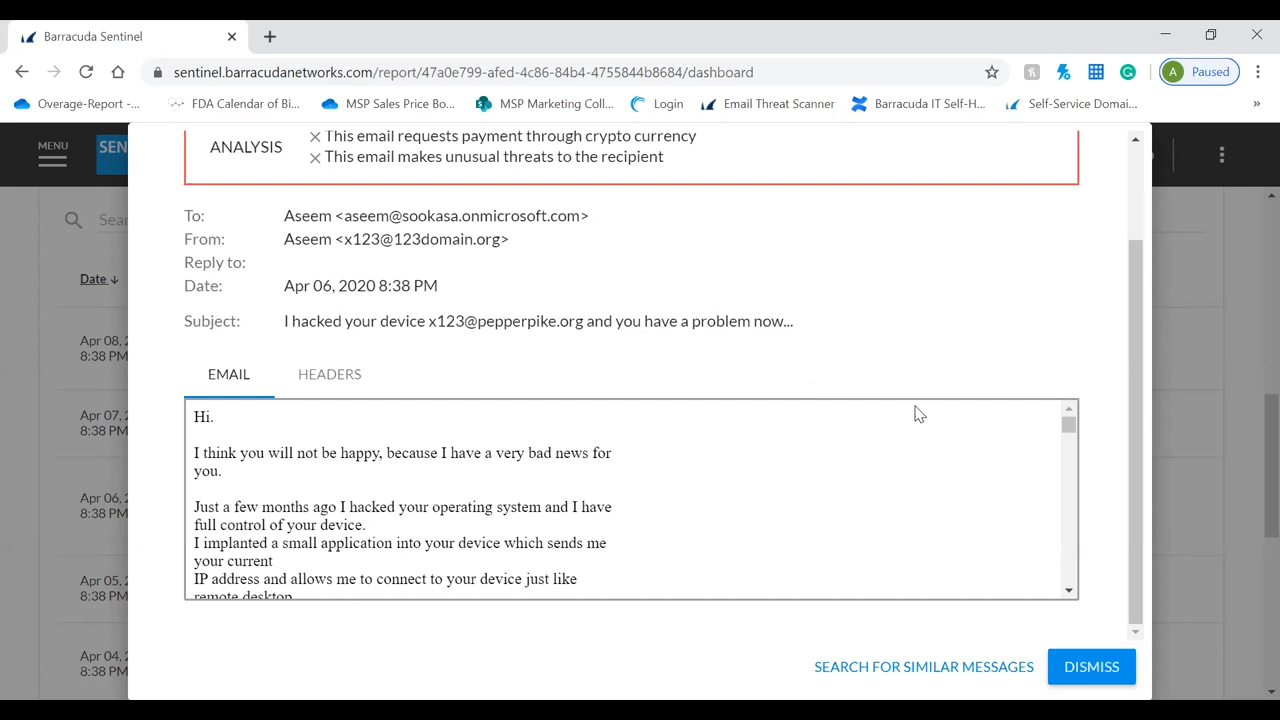 Barracuda Sentinel
sentinel.barracudanetworks.com/report/47a0e7c9-afed-4c86-84b4-4755844b8684/dashboard
A Paused
Overage-Report -...
FDA Calendar of Bi...
MSP Sales Price Bo...
MSP Marketing Coll...
Login
Email Threat Scanner
Barracuda IT Self-H...
Self-Service Domai...
»
MENU
SEN
ANALYSIS
This email requests payment through crypto currency
This email makes unusual threats to the recipient
Sear
To: Aseem <aseem@sookasa.onmicrosoft.com>
From: Aseem <x123@123domain.org>
Reply to:
Date: Apr 06, 2020 8:38 PM
Subject: I hacked your device x123@pepperpike.org and you have a problem now...
Date
Apr 08,
8:38 PM
Apr 07,
8:38 PM
Apr 06, 2
8:38 PM
Apr 05,
8:38 PM
Apr 04, 2
8:38 PM
EMAIL
HEADERS
Hi.
I think you will not be happy, because I have a very bad news for
you.
Just a few months ago I hacked your operating system and I have
full control of your device.
I implanted a small application into your device which sends me
your current
IP address and allows me to connect to your device just like
remote desktop
SEARCH FOR SIMILAR MESSAGES
DISMISS